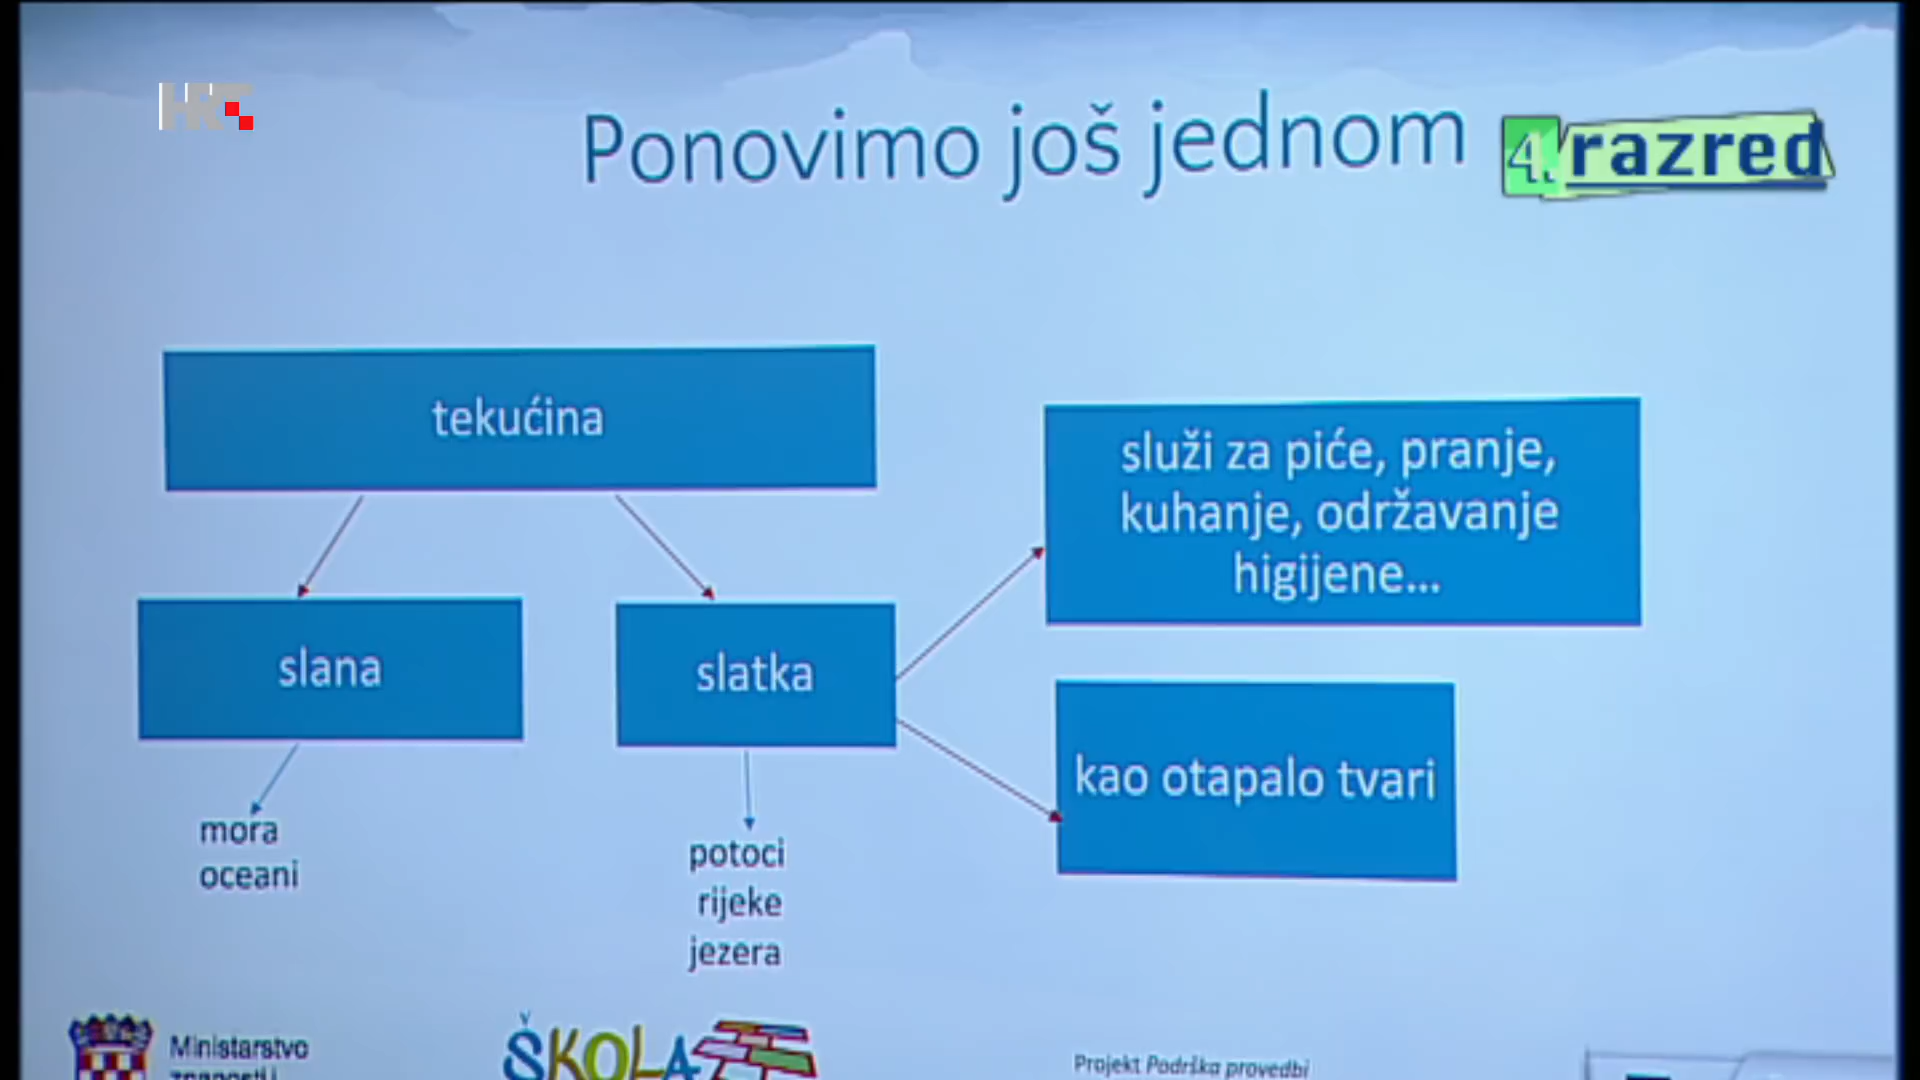 HRT
Ponovimo još jednom
4. razred
tekućina
služi za piće, pranje,
kuhanje, održavanje
higijene...
slana
slatka
kao otapalo tvari
mora
oceani
potoci
rijeke
jezera
Ministarstvo
znanosti i
ŠKOLA
Projekt Podrška provedbi